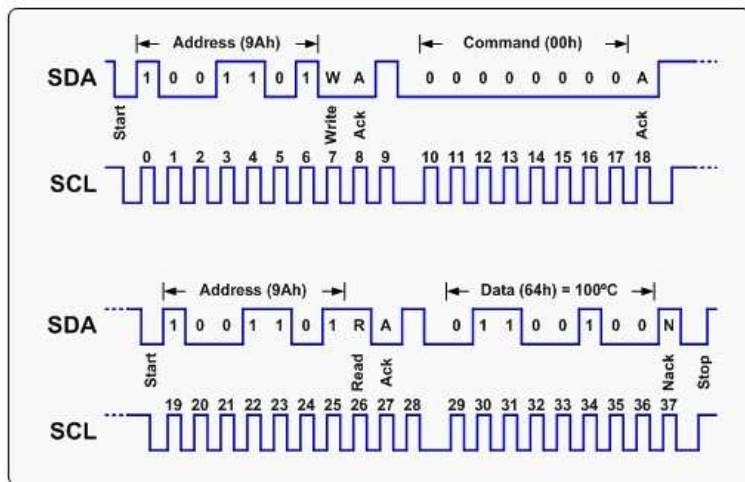 Address (9Ah) Command (00h)
SDA 1 0 0 1 1 0 1 W A 0 0 0 0 0 0 0 0 A
Start Write Ack Ack
0 1 2 3 4 5 6 7 8 9 10 11 12 13 14 15 16 17 18
SCL
Address (9Ah) Data (64h) = 100ºC
SDA 1 0 0 1 1 0 1 R A 0 1 1 0 0 1 0 0 N
Start Read Ack Nack Stop
19 20 21 22 23 24 25 26 27 28 29 30 31 32 33 34 35 36 37
SCL